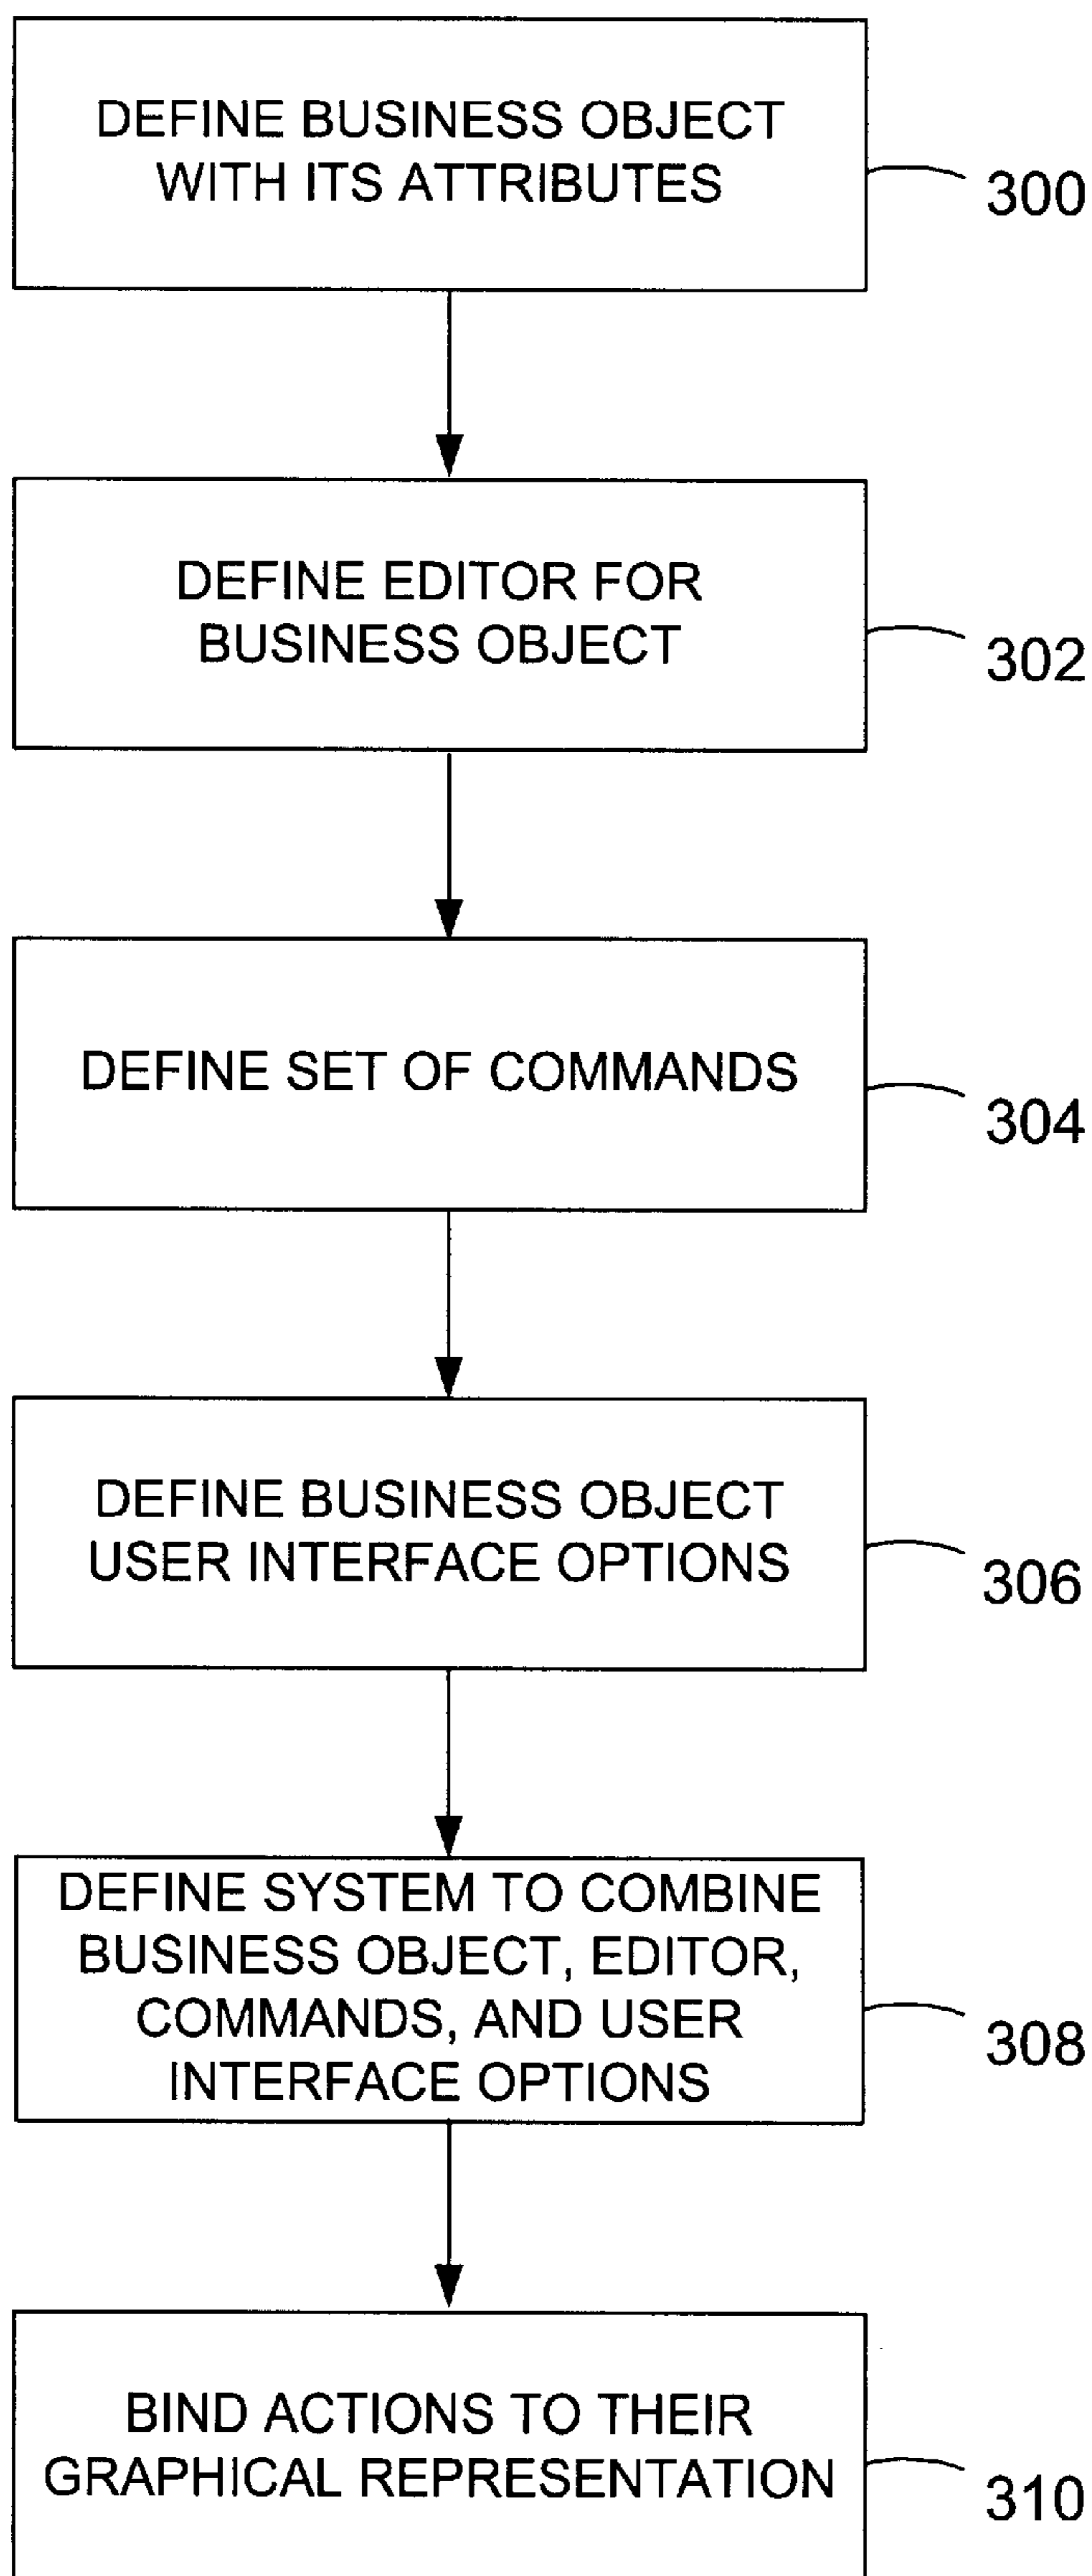 DEFINE BUSINESS OBJECT
WITH ITS ATTRIBUTES
300
DEFINE EDITOR FOR
BUSINESS OBJECT
302
DEFINE SET OF COMMANDS
304
DEFINE BUSINESS OBJECT
USER INTERFACE OPTIONS
306
DEFINE SYSTEM TO COMBINE
BUSINESS OBJECT, EDITOR,
COMMANDS, AND USER
INTERFACE OPTIONS
308
BIND ACTIONS TO THEIR
GRAPHICAL REPRESENTATION
310